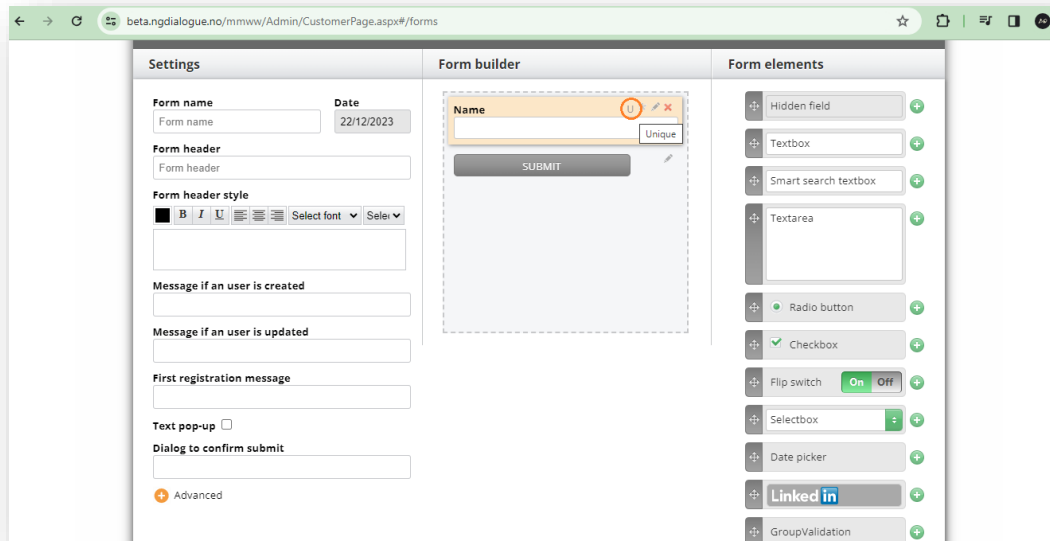 beta.ngdialogue.no/mmww/Admin/CustomerPage.aspx#/forms
Settings
Form name Date
Form name 22/12/2023
Form header
Form header
Form header style
B I U Select font Selec
Message if an user is created
Message if an user is updated
First registration message
Text pop-up
Dialog to confirm submit
Advanced
Form builder
Name U
Unique
SUBMIT
Form elements
Hidden field
Textbox
Smart search textbox
Textarea
Radio button
Checkbox
Flip switch On Off
Selectbox
Date picker
Linked in
GroupValidation